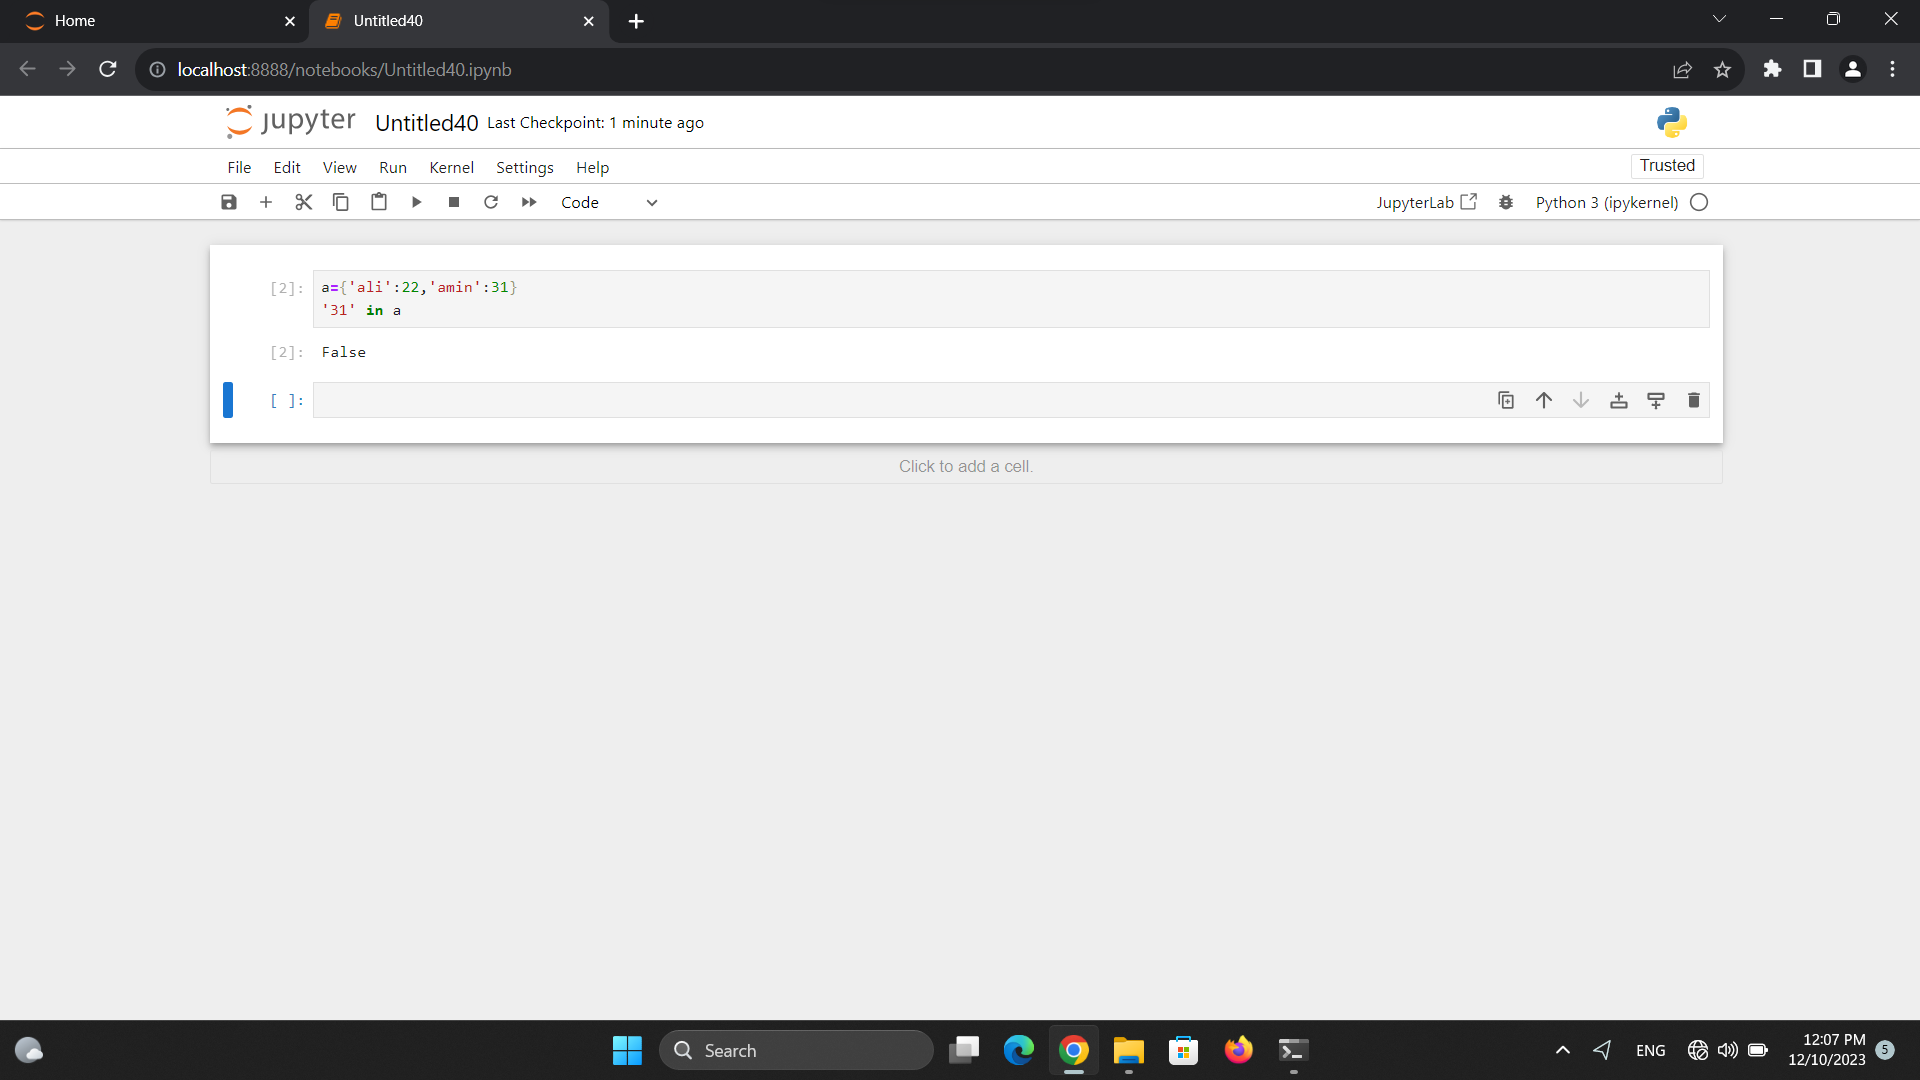 Home
Untitled40
localhost:8888/notebooks/Untitled40.ipynb
jupyter Untitled40 Last Checkpoint: 1 minute ago
File Edit View Run Kernel Settings Help Trusted
Code JupyterLab Python 3 (ipykernel)
[2]: a={'ali':22,'amin':31}
'31' in a
[2]: False
[ ]:
Click to add a cell.
Search
ENG
12:07 PM
12/10/2023
5